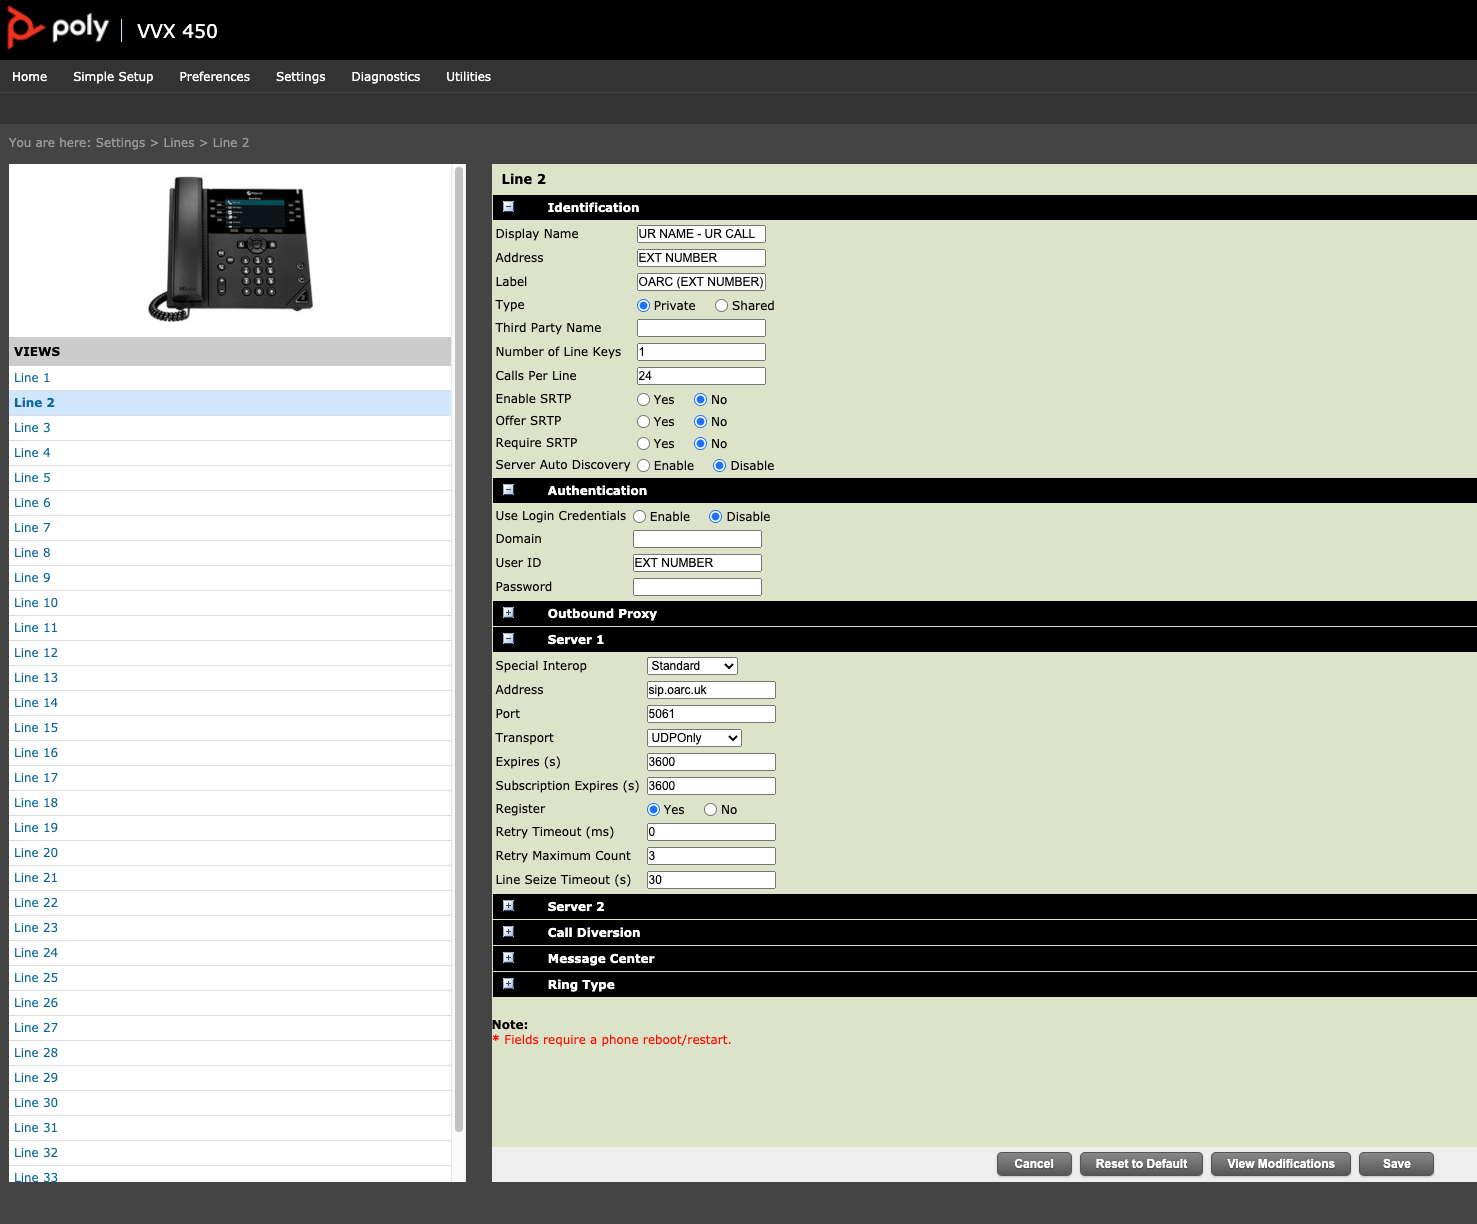 poly | VVX 450
Home Simple Setup Preferences Settings Diagnostics Utilities
You are here: Settings > Lines > Line 2
VIEWS
Line 1
Line 2
Line 3
Line 4
Line 5
Line 6
Line 7
Line 8
Line 9
Line 10
Line 11
Line 12
Line 13
Line 14
Line 15
Line 16
Line 17
Line 18
Line 19
Line 20
Line 21
Line 22
Line 23
Line 24
Line 25
Line 26
Line 27
Line 28
Line 29
Line 30
Line 31
Line 32
Line 33
Line 2
Identification
Display Name UR NAME - UR CALL
Address EXT NUMBER
Label OARC (EXT NUMBER)
Type Private Shared
Third Party Name
Number of Line Keys 1
Calls Per Line 24
Enable SRTP Yes No
Offer SRTP Yes No
Require SRTP Yes No
Server Auto Discovery Enable Disable
Authentication
Use Login Credentials Enable Disable
Domain
User ID EXT NUMBER
Password
Outbound Proxy
Server 1
Special Interop Standard
Address sip.oarc.uk
Port 5061
Transport UDPOnly
Expires (s) 3600
Subscription Expires (s) 3600
Register Yes No
Retry Timeout (ms) 0
Retry Maximum Count 3
Line Seize Timeout (s) 30
Server 2
Call Diversion
Message Center
Ring Type
Note:
* Fields require a phone reboot/restart.
Cancel Reset to Default View Modifications Save